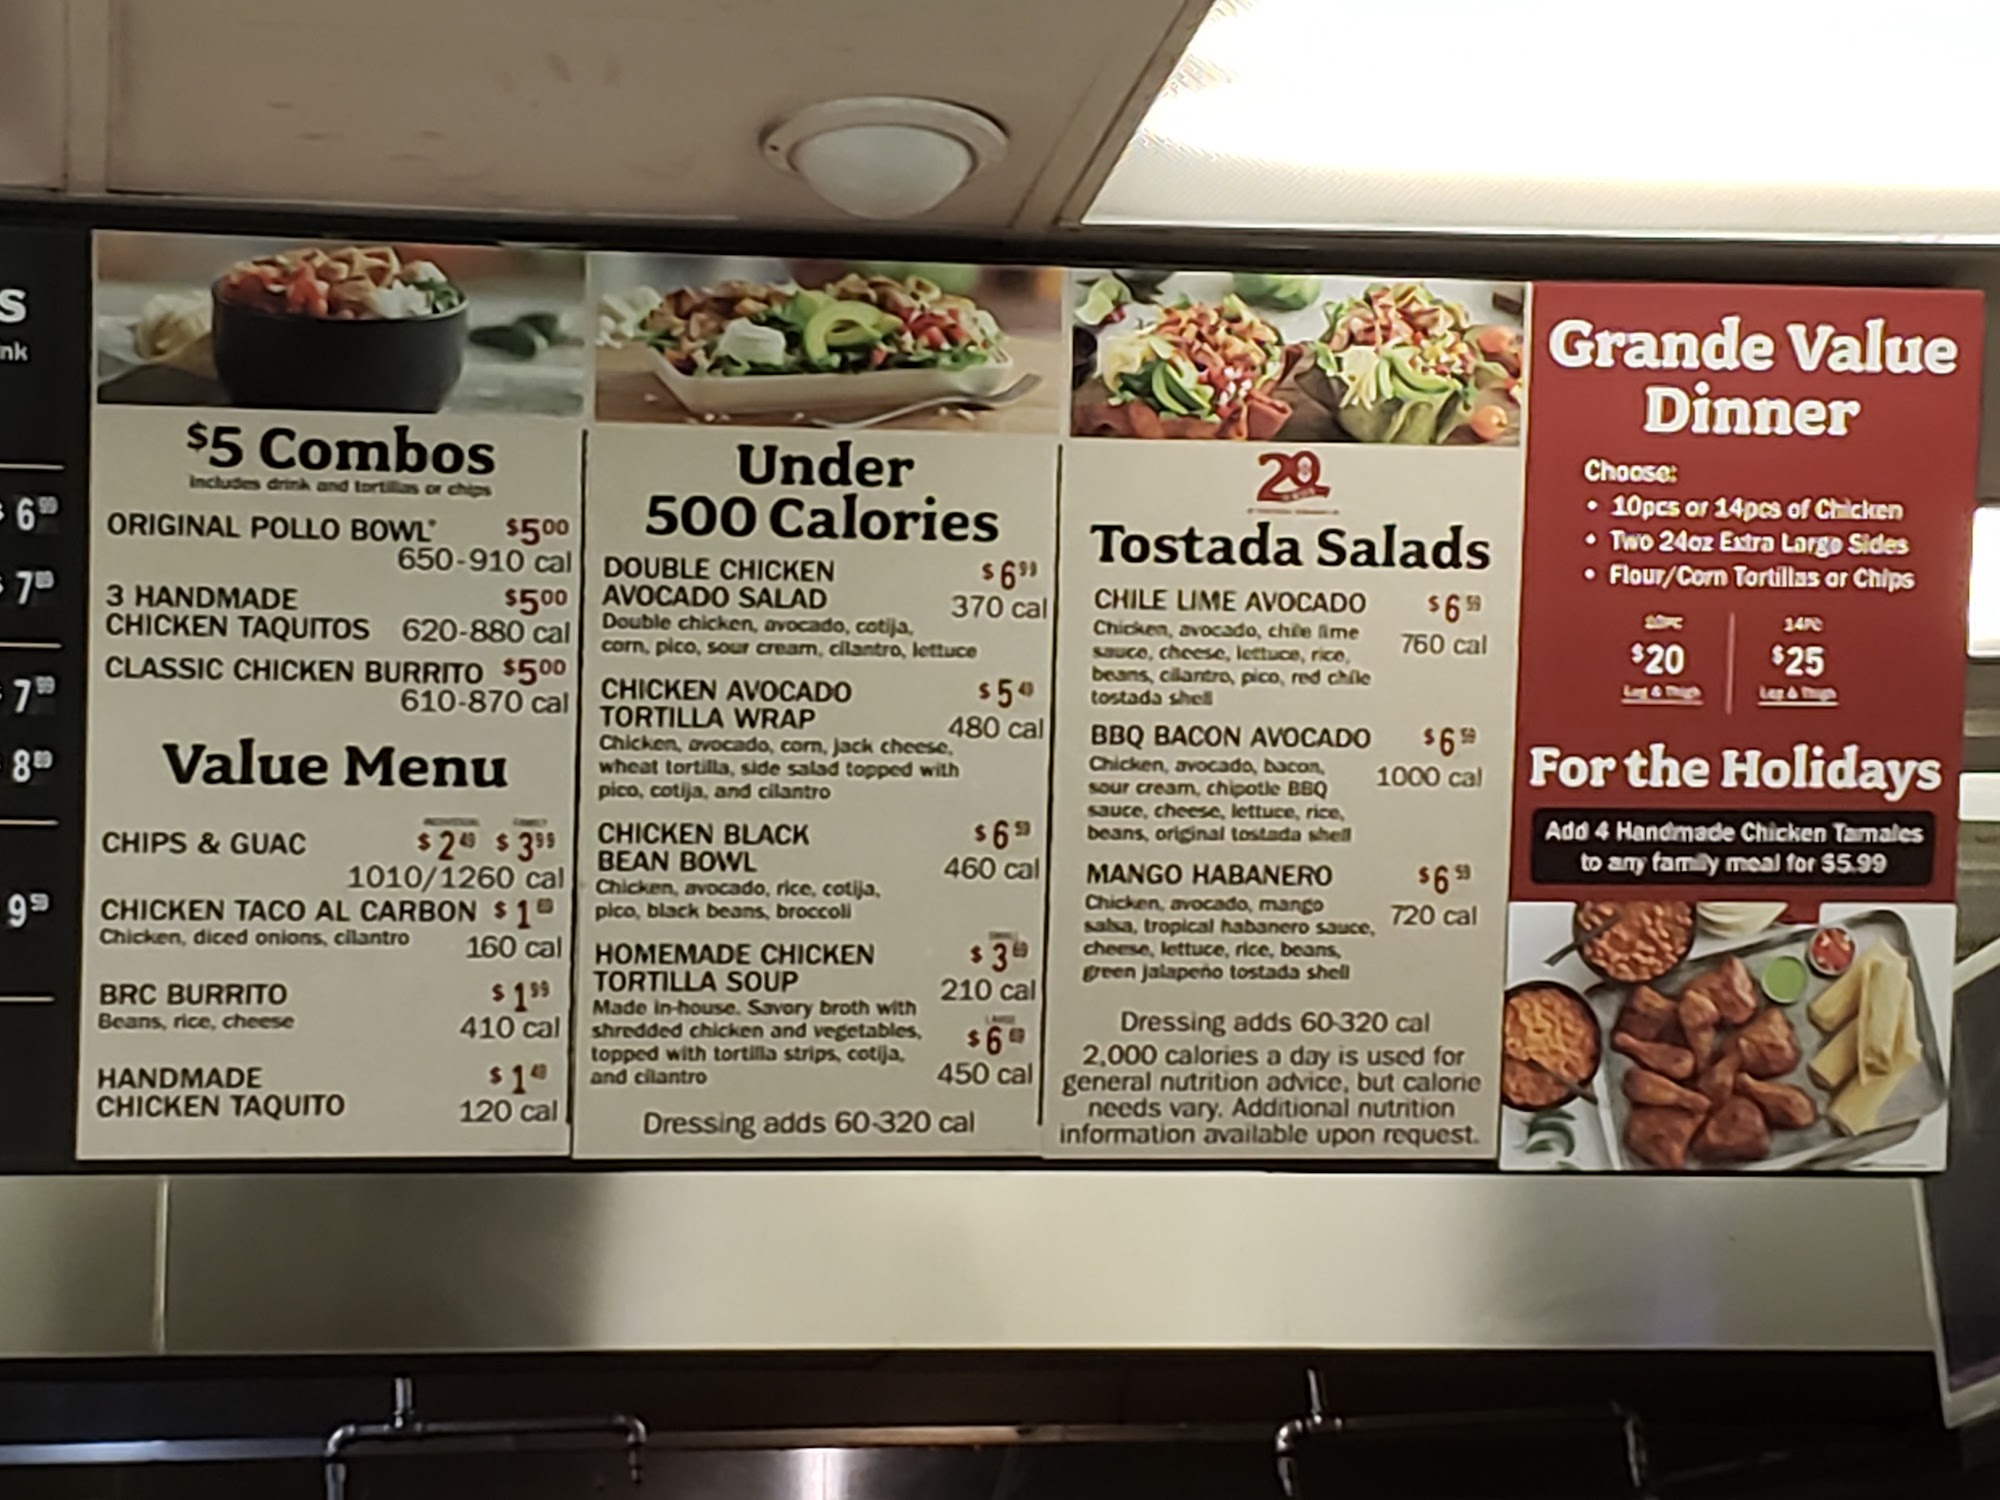 S
nk
$5 Combos
Includes drink and tortillas or chips
ORIGINAL POLLO BOWL® $5.00
650-910 cal
3 HANDMADE $5.00
CHICKEN TAQUITOS 620-880 cal
CLASSIC CHICKEN BURRITO $5.00
610-870 cal
Value Menu
CHIPS & GUAC $2.49 $3.99
1010/1260 cal
CHICKEN TACO AL CARBON $1
Chicken, diced onions, cilantro 160 cal
BRC BURRITO $1.99
Beans, rice, cheese 410 cal
HANDMADE $1.49
CHICKEN TAQUITO 120 cal
Under
500 Calories
DOUBLE CHICKEN $6.99
AVOCADO SALAD 370 cal
Double chicken, avocado, cotija,
corn, pico, sour cream, cilantro, lettuce
CHICKEN AVOCADO $5.49
TORTILLA WRAP 480 cal
Chicken, avocado, corn, jack cheese,
wheat tortilla, side salad topped with
pico, cotija, and cilantro
CHICKEN BLACK $6.59
BEAN BOWL 460 cal
Chicken, avocado, rice, cotija,
pico, black beans, broccoli
HOMEMADE CHICKEN $3
TORTILLA SOUP 210 cal
Made in-house. Savory broth with
shredded chicken and vegetables, LARGE $6
topped with tortilla strips, cotija,
and cilantro 450 cal
Dressing adds 60-320 cal
20
Tostada Salads
CHILE LIME AVOCADO $6.59
Chicken, avocado, chile lime 760 cal
sauce, cheese, lettuce, rice,
beans, cilantro, pico, red chile
tostada shell
BBQ BACON AVOCADO $6.59
Chicken, avocado, bacon, 1000 cal
sour cream, chipotle BBQ
sauce, cheese, lettuce, rice,
beans, original tostada shell
MANGO HABANERO $6.59
Chicken, avocado, mango 720 cal
salsa, tropical habanero sauce,
cheese, lettuce, rice, beans,
green jalapeño tostada shell
Dressing adds 60-320 cal
2,000 calories a day is used for
general nutrition advice, but calorie
needs vary. Additional nutrition
information available upon request.
Grande Value
Dinner
Choose:
• 10pcs or 14pcs of Chicken
• Two 24oz Extra Large Sides
• Flour/Corn Tortillas or Chips
10PC 14PC
$20 $25
Leg & Thigh Leg & Thigh
For the Holidays
Add 4 Handmade Chicken Tamales
to any family meal for $5.99